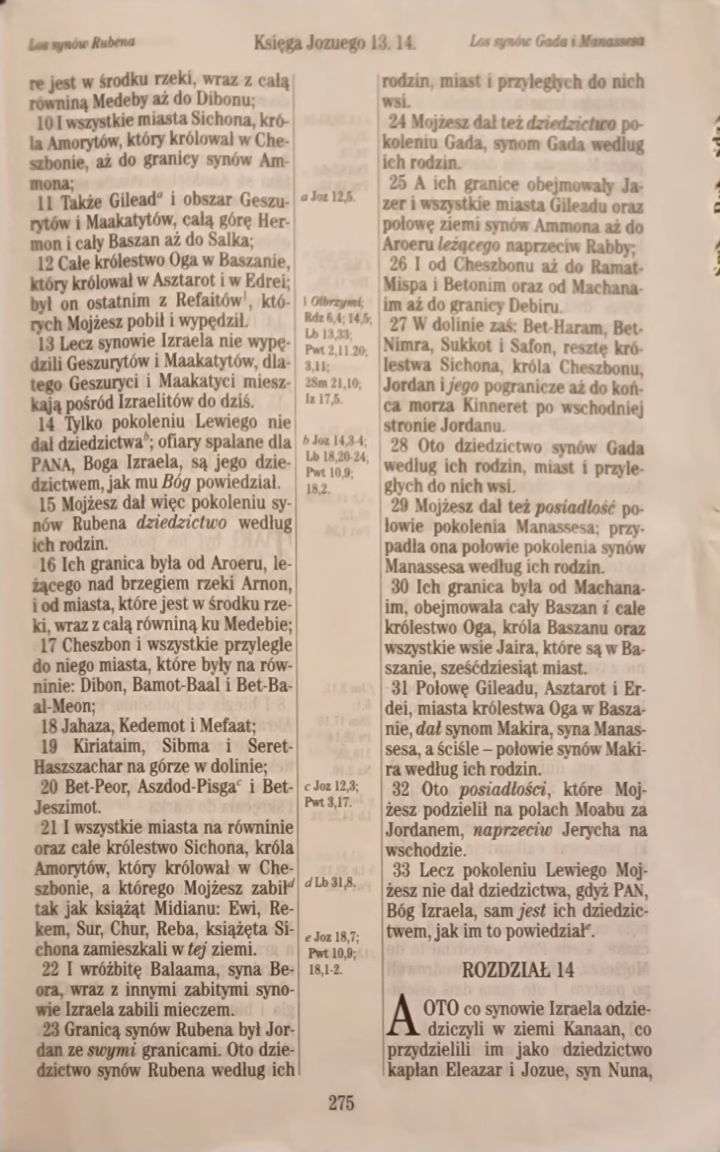 Los synów Rubena
Księga Jozuego 13. 14.
Los synów Gada i Manassesa
re jest w środku rzeki, wraz z całą
równiną Medeby aż do Dibonu;
10 I wszystkie miasta Sichona, kró-
la Amorytów, który królował w Che-
szbonie, aż do granicy synów Am-
mona;
11 Także Gileadᵃ i obszar Geszu-
rytów i Maakatytów, całą górę Her-
mon i cały Baszan aż do Salka;
12 Całe królestwo Oga w Baszanie,
który królował w Asztarot i w Edrei;
był on ostatnim z Refaitów¹, któ-
rych Mojżesz pobił i wypędził.
13 Lecz synowie Izraela nie wypę-
dzili Geszurytów i Maakatytów, dla-
tego Geszuryci i Maakatyci miesz-
kają pośród Izraelitów do dziś.
14 Tylko pokoleniu Lewiego nie
dał dziedzictwaᵇ; ofiary spalane dla
PANA, Boga Izraela, są jego dzie-
dzictwem, jak mu Bóg powiedział.
15 Mojżesz dał więc pokoleniu sy-
nów Rubena dziedzictwo według
ich rodzin.
16 Ich granica była od Aroeru, le-
żącego nad brzegiem rzeki Arnon,
i od miasta, które jest w środku rze-
ki, wraz z całą równiną ku Medebie;
17 Cheszbon i wszystkie przyległe
do niego miasta, które były na rów-
ninie: Dibon, Bamot-Baal i Bet-Ba-
al-Meon;
18 Jahaza, Kedemot i Mefaat;
19 Kiriataim, Sibma i Seret-
Haszszachar na górze w dolinie;
20 Bet-Peor, Aszdod-Pisgaᶜ i Bet-
Jeszimot.
21 I wszystkie miasta na równinie
oraz całe królestwo Sichona, króla
Amorytów, który królował w Che-
szbonie, a którego Mojżesz zabiłᵈ
tak jak książąt Midianu: Ewi, Re-
kem, Sur, Chur, Reba, książęta Si-
chona zamieszkali w tej ziemi.
22 I wróżbitę Balaama, syna Be-
ora, wraz z innymi zabitymi syno-
wie Izraela zabili mieczem.
23 Granicą synów Rubena był Jor-
dan ze swymi granicami. Oto dzie-
dzictwo synów Rubena według ich
a Joz 12,5.
1 Olbrzymi;
Rdz 6,4; 14,5;
Lb 13,33;
Pwt 2,11.20;
3,11;
2Sm 21,10;
Iz 17,5.
b Joz 14,3-4;
Lb 18,20-24;
Pwt 10,9;
18,2.
c Joz 12,3;
Pwt 3,17.
d Lb 31,8.
e Joz 18,7;
Pwt 10,9;
18,1-2.
rodzin, miast i przyległych do nich
wsi.
24 Mojżesz dał też dziedzictwo po-
koleniu Gada, synom Gada według
ich rodzin.
25 A ich granice obejmowały Ja-
zer i wszystkie miasta Gileadu oraz
połowę ziemi synów Ammona aż do
Aroeru leżącego naprzeciw Rabby;
26 I od Cheszbonu aż do Ramat-
Mispa i Betonim oraz od Machana-
im aż do granicy Debiru.
27 W dolinie zaś: Bet-Haram, Bet-
Nimra, Sukkot i Safon, resztę kró-
lestwa Sichona, króla Cheszbonu,
Jordan i jego pogranicze aż do koń-
ca morza Kinneret po wschodniej
stronie Jordanu.
28 Oto dziedzictwo synów Gada
według ich rodzin, miast i przyle-
głych do nich wsi.
29 Mojżesz dał też posiadłość po-
łowie pokolenia Manassesa; przy-
padła ona połowie pokolenia synów
Manassesa według ich rodzin.
30 Ich granica była od Machana-
im, obejmowała cały Baszan i całe
królestwo Oga, króla Baszanu oraz
wszystkie wsie Jaira, które są w Ba-
szanie, sześćdziesiąt miast.
31 Połowę Gileadu, Asztarot i Er-
dei, miasta królestwa Oga w Basza-
nie, dał synom Makira, syna Manas-
sesa, a ściśle – połowie synów Maki-
ra według ich rodzin.
32 Oto posiadłości, które Moj-
żesz podzielił na polach Moabu za
Jordanem, naprzeciw Jerycha na
wschodzie.
33 Lecz pokoleniu Lewiego Moj-
żesz nie dał dziedzictwa, gdyż PAN,
Bóg Izraela, sam jest ich dziedzic-
twem, jak im to powiedziałᵉ.
ROZDZIAŁ 14
A OTO co synowie Izraela odzie-
dziczyli w ziemi Kanaan, co
przydzielili im jako dziedzictwo
kapłan Eleazar i Jozue, syn Nuna,
275